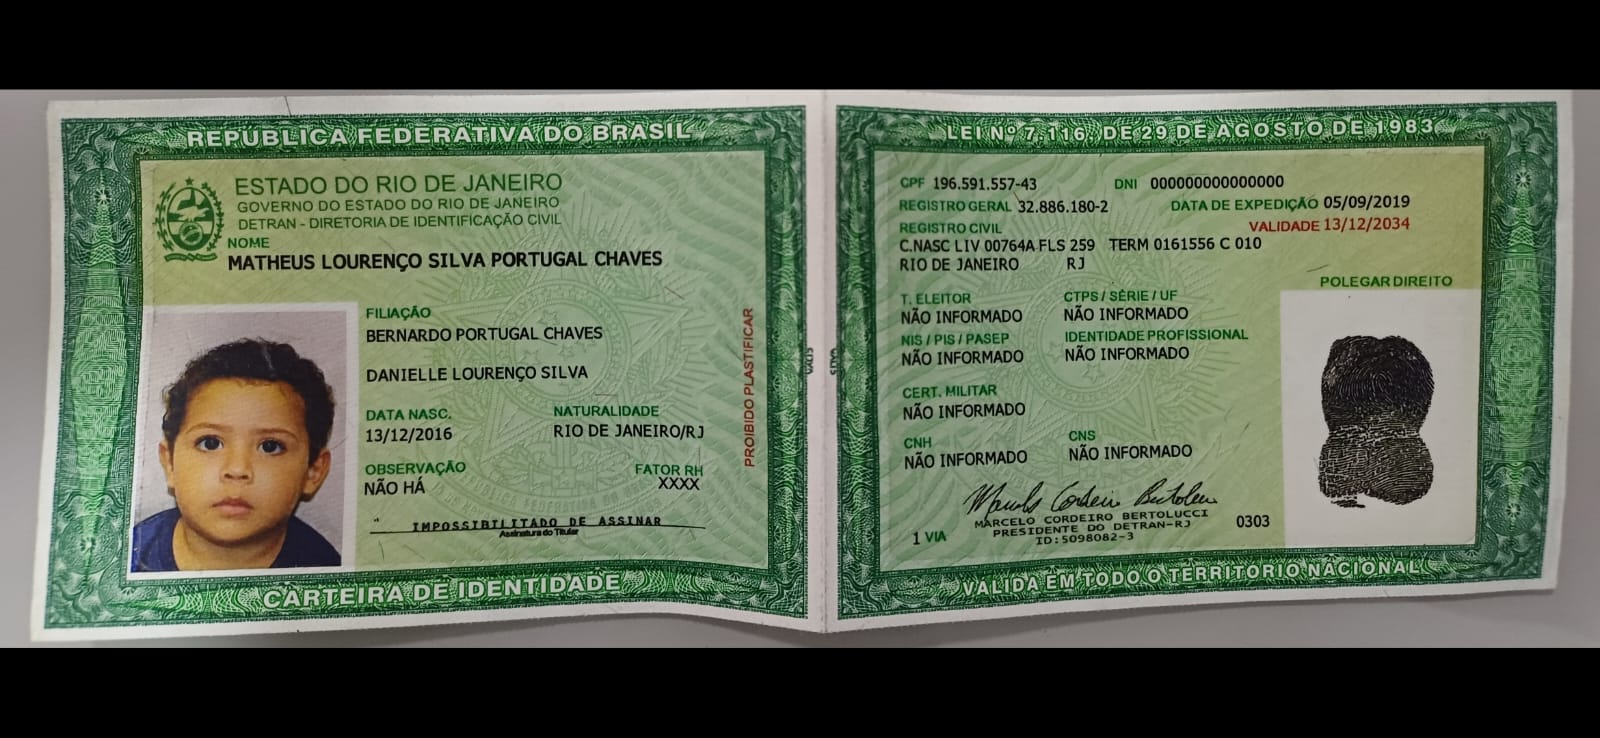 REPÚBLICA FEDERATIVA DO BRASIL
ESTADO DO RIO DE JANEIRO
GOVERNO DO ESTADO DO RIO DE JANEIRO
DETRAN - DIRETORIA DE IDENTIFICAÇÃO CIVIL
NOME
MATHEUS LOURENÇO SILVA PORTUGAL CHAVES
FILIAÇÃO
BERNARDO PORTUGAL CHAVES
DANIELLE LOURENÇO SILVA
DATA NASC. NATURALIDADE
13/12/2016 RIO DE JANEIRO/RJ
OBSERVAÇÃO FATOR RH
NÃO HÁ XXXX
IMPOSSIBILITADO DE ASSINAR
Assinatura do Titular
PROIBIDO PLASTIFICAR
CARTEIRA DE IDENTIDADE
LEI Nº 7.116, DE 29 DE AGOSTO DE 1983
CPF 196.591.557-43 DNI 000000000000000
REGISTRO GERAL 32.886.180-2 DATA DE EXPEDIÇÃO 05/09/2019
REGISTRO CIVIL VALIDADE 13/12/2034
C.NASC LIV 00764A FLS 259 TERM 0161556 C 010
RIO DE JANEIRO RJ
POLEGAR DIREITO
T. ELEITOR CTPS / SÉRIE / UF
NÃO INFORMADO NÃO INFORMADO
NIS / PIS / PASEP IDENTIDADE PROFISSIONAL
NÃO INFORMADO NÃO INFORMADO
CERT. MILITAR
NÃO INFORMADO
CNH CNS
NÃO INFORMADO NÃO INFORMADO
Marcelo Cordeiro Bertolucci
MARCELO CORDEIRO BERTOLUCCI
PRESIDENTE DO DETRAN-RJ
ID:5098082-3
1 VIA 0303
VÁLIDA EM TODO O TERRITÓRIO NACIONAL